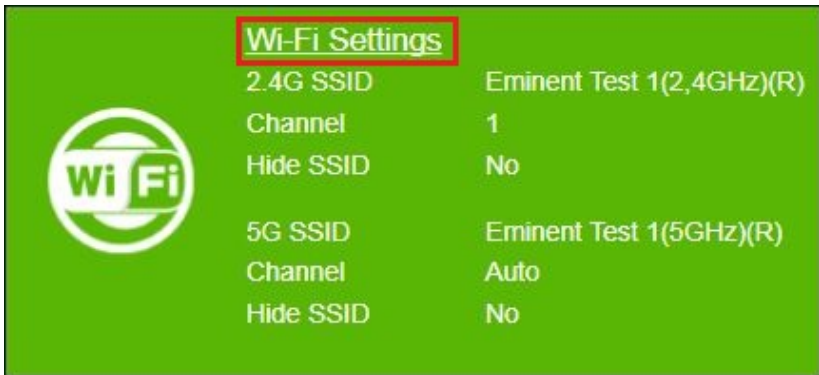 Wi-Fi Settings
2.4G SSID Eminent Test 1(2,4GHz)(R)
Channel 1
Hide SSID No
Wi Fi
5G SSID Eminent Test 1(5GHz)(R)
Channel Auto
Hide SSID No